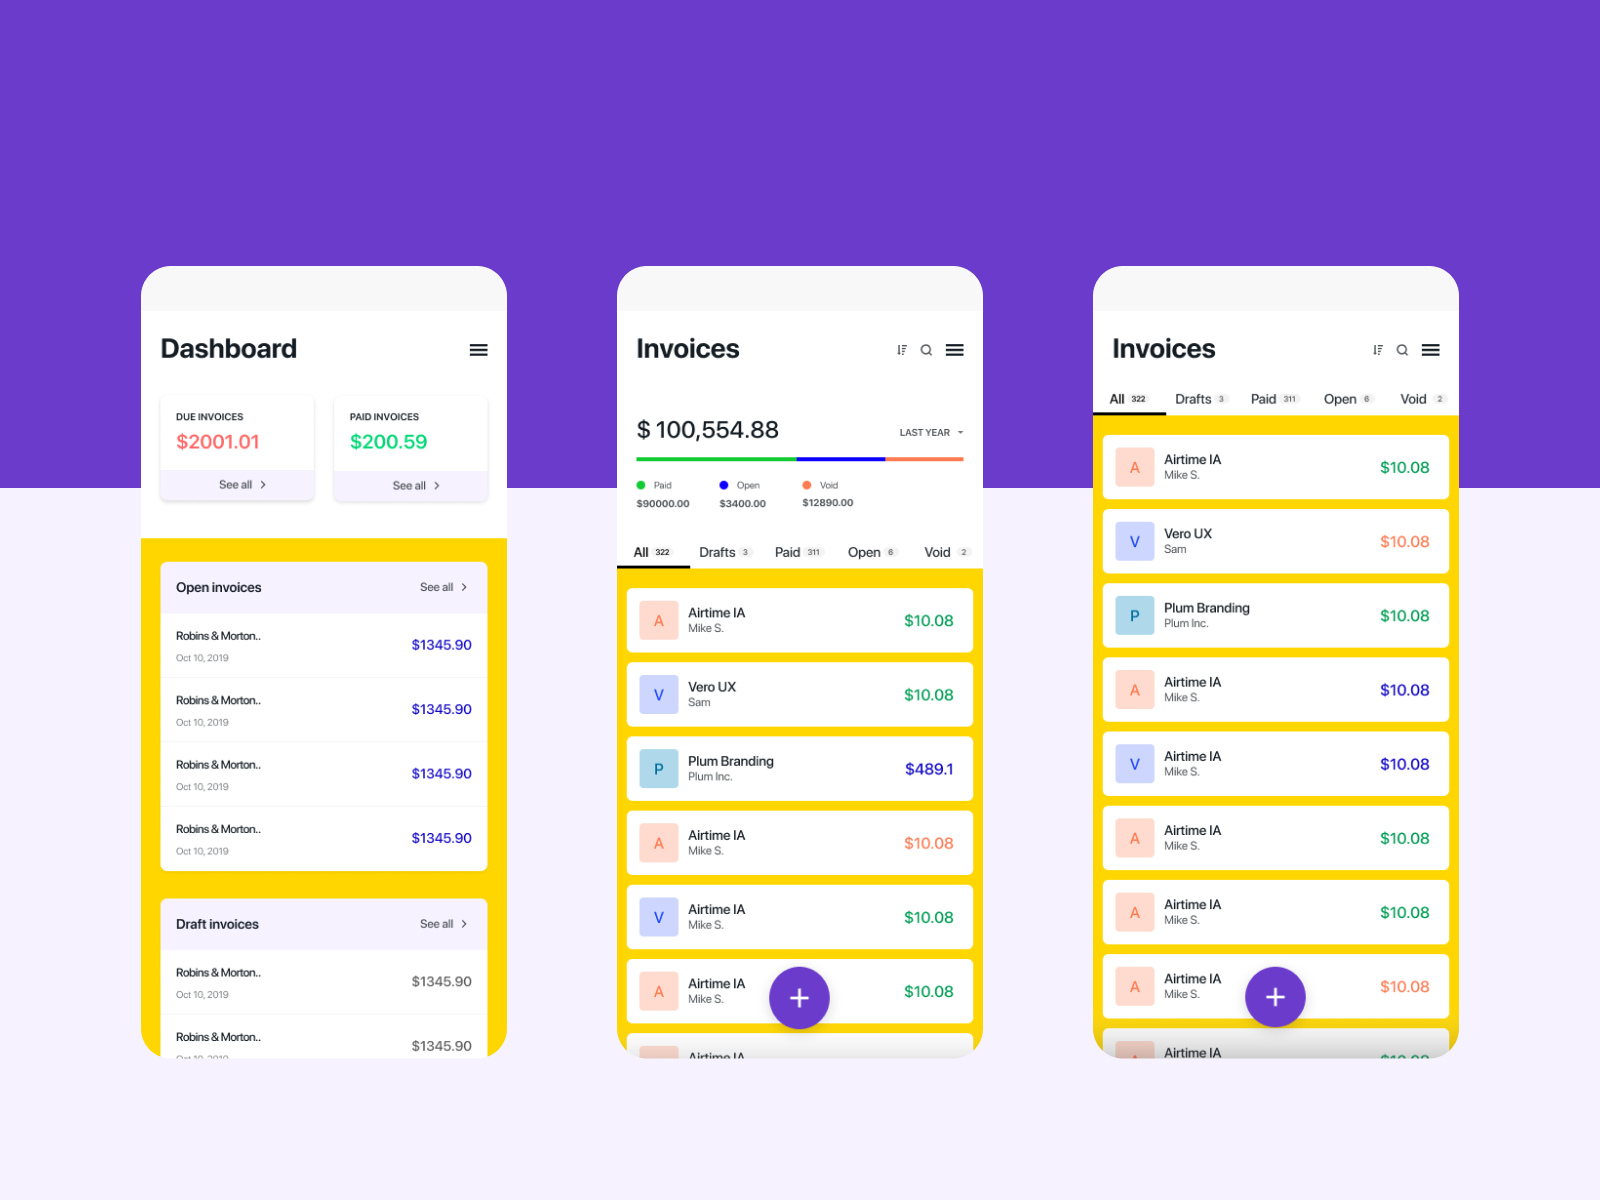 Dashboard
DUE INVOICES
$2001.01
See all
PAID INVOICES
$200.59
See all
Open invoices
See all
Robins & Morton..
Oct 10, 2019
$1345.90
Robins & Morton..
Oct 10, 2019
$1345.90
Robins & Morton..
Oct 10, 2019
$1345.90
Robins & Morton..
Oct 10, 2019
$1345.90
Draft invoices
See all
Robins & Morton..
Oct 10, 2019
$1345.90
Robins & Morton..
Oct 10, 2019
$1345.90
Invoices
$ 100,554.88
LAST YEAR
Paid
$90000.00
Open
$3400.00
Void
$12890.00
All 322 Drafts 3 Paid 311 Open 6 Void 2
A
Airtime IA
Mike S.
$10.08
V
Vero UX
Sam
$10.08
P
Plum Branding
Plum Inc.
$489.1
A
Airtime IA
Mike S.
$10.08
V
Airtime IA
Mike S.
$10.08
A
Airtime IA
Mike S.
$10.08
Airtime IA
Invoices
All 322 Drafts 3 Paid 311 Open 6 Void 2
A
Airtime IA
Mike S.
$10.08
V
Vero UX
Sam
$10.08
P
Plum Branding
Plum Inc.
$10.08
A
Airtime IA
Mike S.
$10.08
V
Airtime IA
Mike S.
$10.08
A
Airtime IA
Mike S.
$10.08
A
Airtime IA
Mike S.
$10.08
A
Airtime IA
Mike S.
$10.08
A
Airtime IA
$10.08